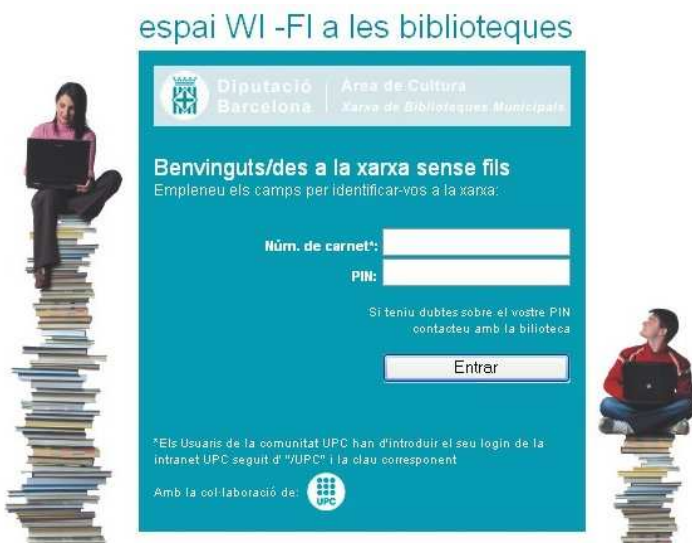 espai WI -FI a les biblioteques
Diputació Barcelona
Àrea de Cultura
Xarxa de Biblioteques Municipals
Benvinguts/des a la xarxa sense fils
Empleneu els camps per identificar-vos a la xarxa:
Núm. de carnet*:
PIN:
Si teniu dubtes sobre el vostre PIN
contacteu amb la bilioteca
Entrar
*Els Usuaris de la comunitat UPC han d'introduir el seu login de la
intranet UPC seguit d' "/UPC" i la clau corresponent
Amb la col·laboració de:
UPC